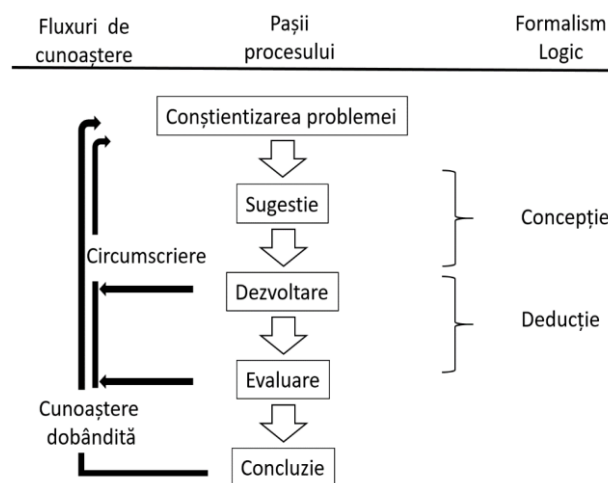 Fluxuri de
cunoaștere
Pașii
procesului
Formalism
Logic
Conștientizarea problemei
Sugestie
Concepție
Circumscriere
Dezvoltare
Deducție
Evaluare
Cunoaștere
dobândită
Concluzie